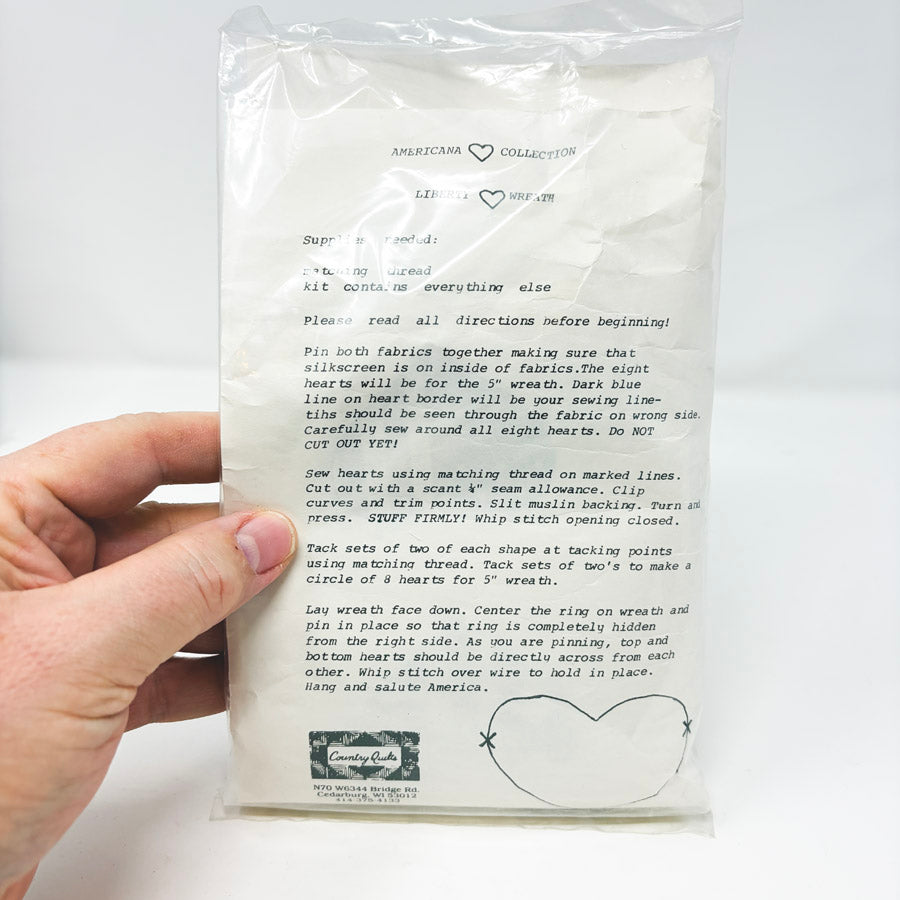 AMERICANA ♡ COLLECTION
LIBERTY ♡ WREATH
Supplies needed:
matching thread
kit contains everything else
Please read all directions before beginning!
Pin both fabrics together making sure that
silkscreen is on inside of fabrics.The eight
hearts will be for the 5" wreath. Dark blue
line on heart border will be your sewing line-
tihs should be seen through the fabric on wrong side.
Carefully sew around all eight hearts. Do NOT
CUT OUT YET!
Sew hearts using matching thread on marked lines.
Cut out with a scant ¼" seam allowance. Clip
curves and trim points. Slit muslin backing. Turn and
press. STUFF FIRMLY! Whip stitch opening closed.
Tack sets of two of each shape at tacking points
using matching thread. Tack sets of two's to make a
circle of 8 hearts for 5" wreath.
Lay wreath face down. Center the ring on wreath and
pin in place so that ring is completely hidden
from the right side. As you are pinning, top and
bottom hearts should be directly across from each
other. Whip stitch over wire to hold in place.
Hang and salute America.
Country Quilts
N70 W6344 Bridge Rd.
Cedarburg, WI 53012
414-375-4133